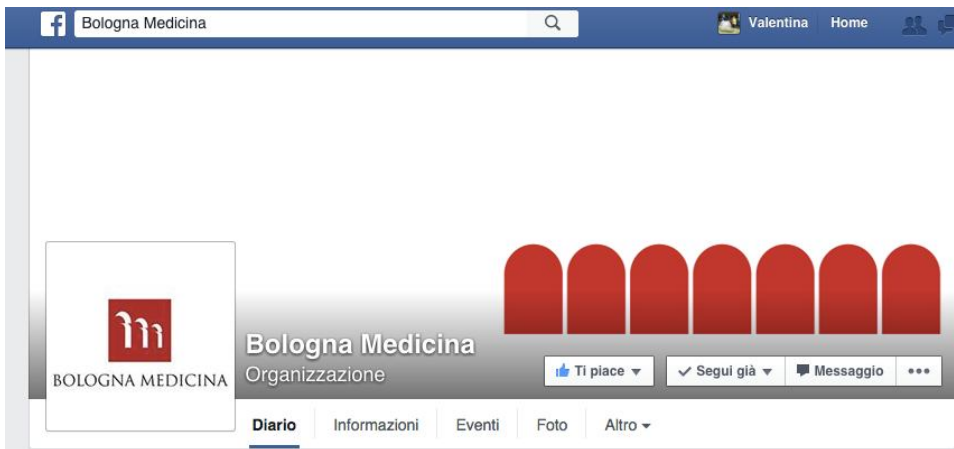 Bologna Medicina
Valentina
Home
BOLOGNA MEDICINA
Bologna Medicina
Organizzazione
Ti piace
Segui già
Messaggio
Diario
Informazioni
Eventi
Foto
Altro